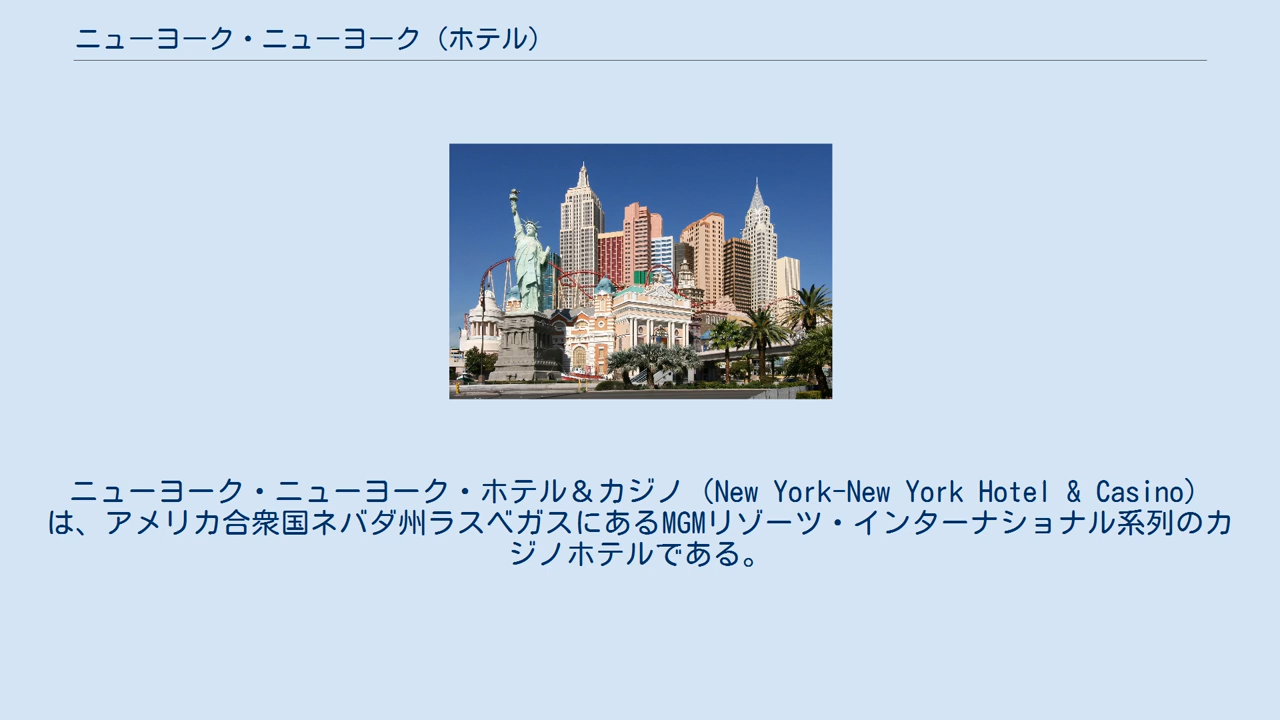 ニューヨーク・ニューヨーク（ホテル）
ニューヨーク・ニューヨーク・ホテル＆カジノ（New York-New York Hotel & Casino）
は、アメリカ合衆国ネバダ州ラスベガスにあるMGMリゾーツ・インターナショナル系列のカ
ジノホテルである。